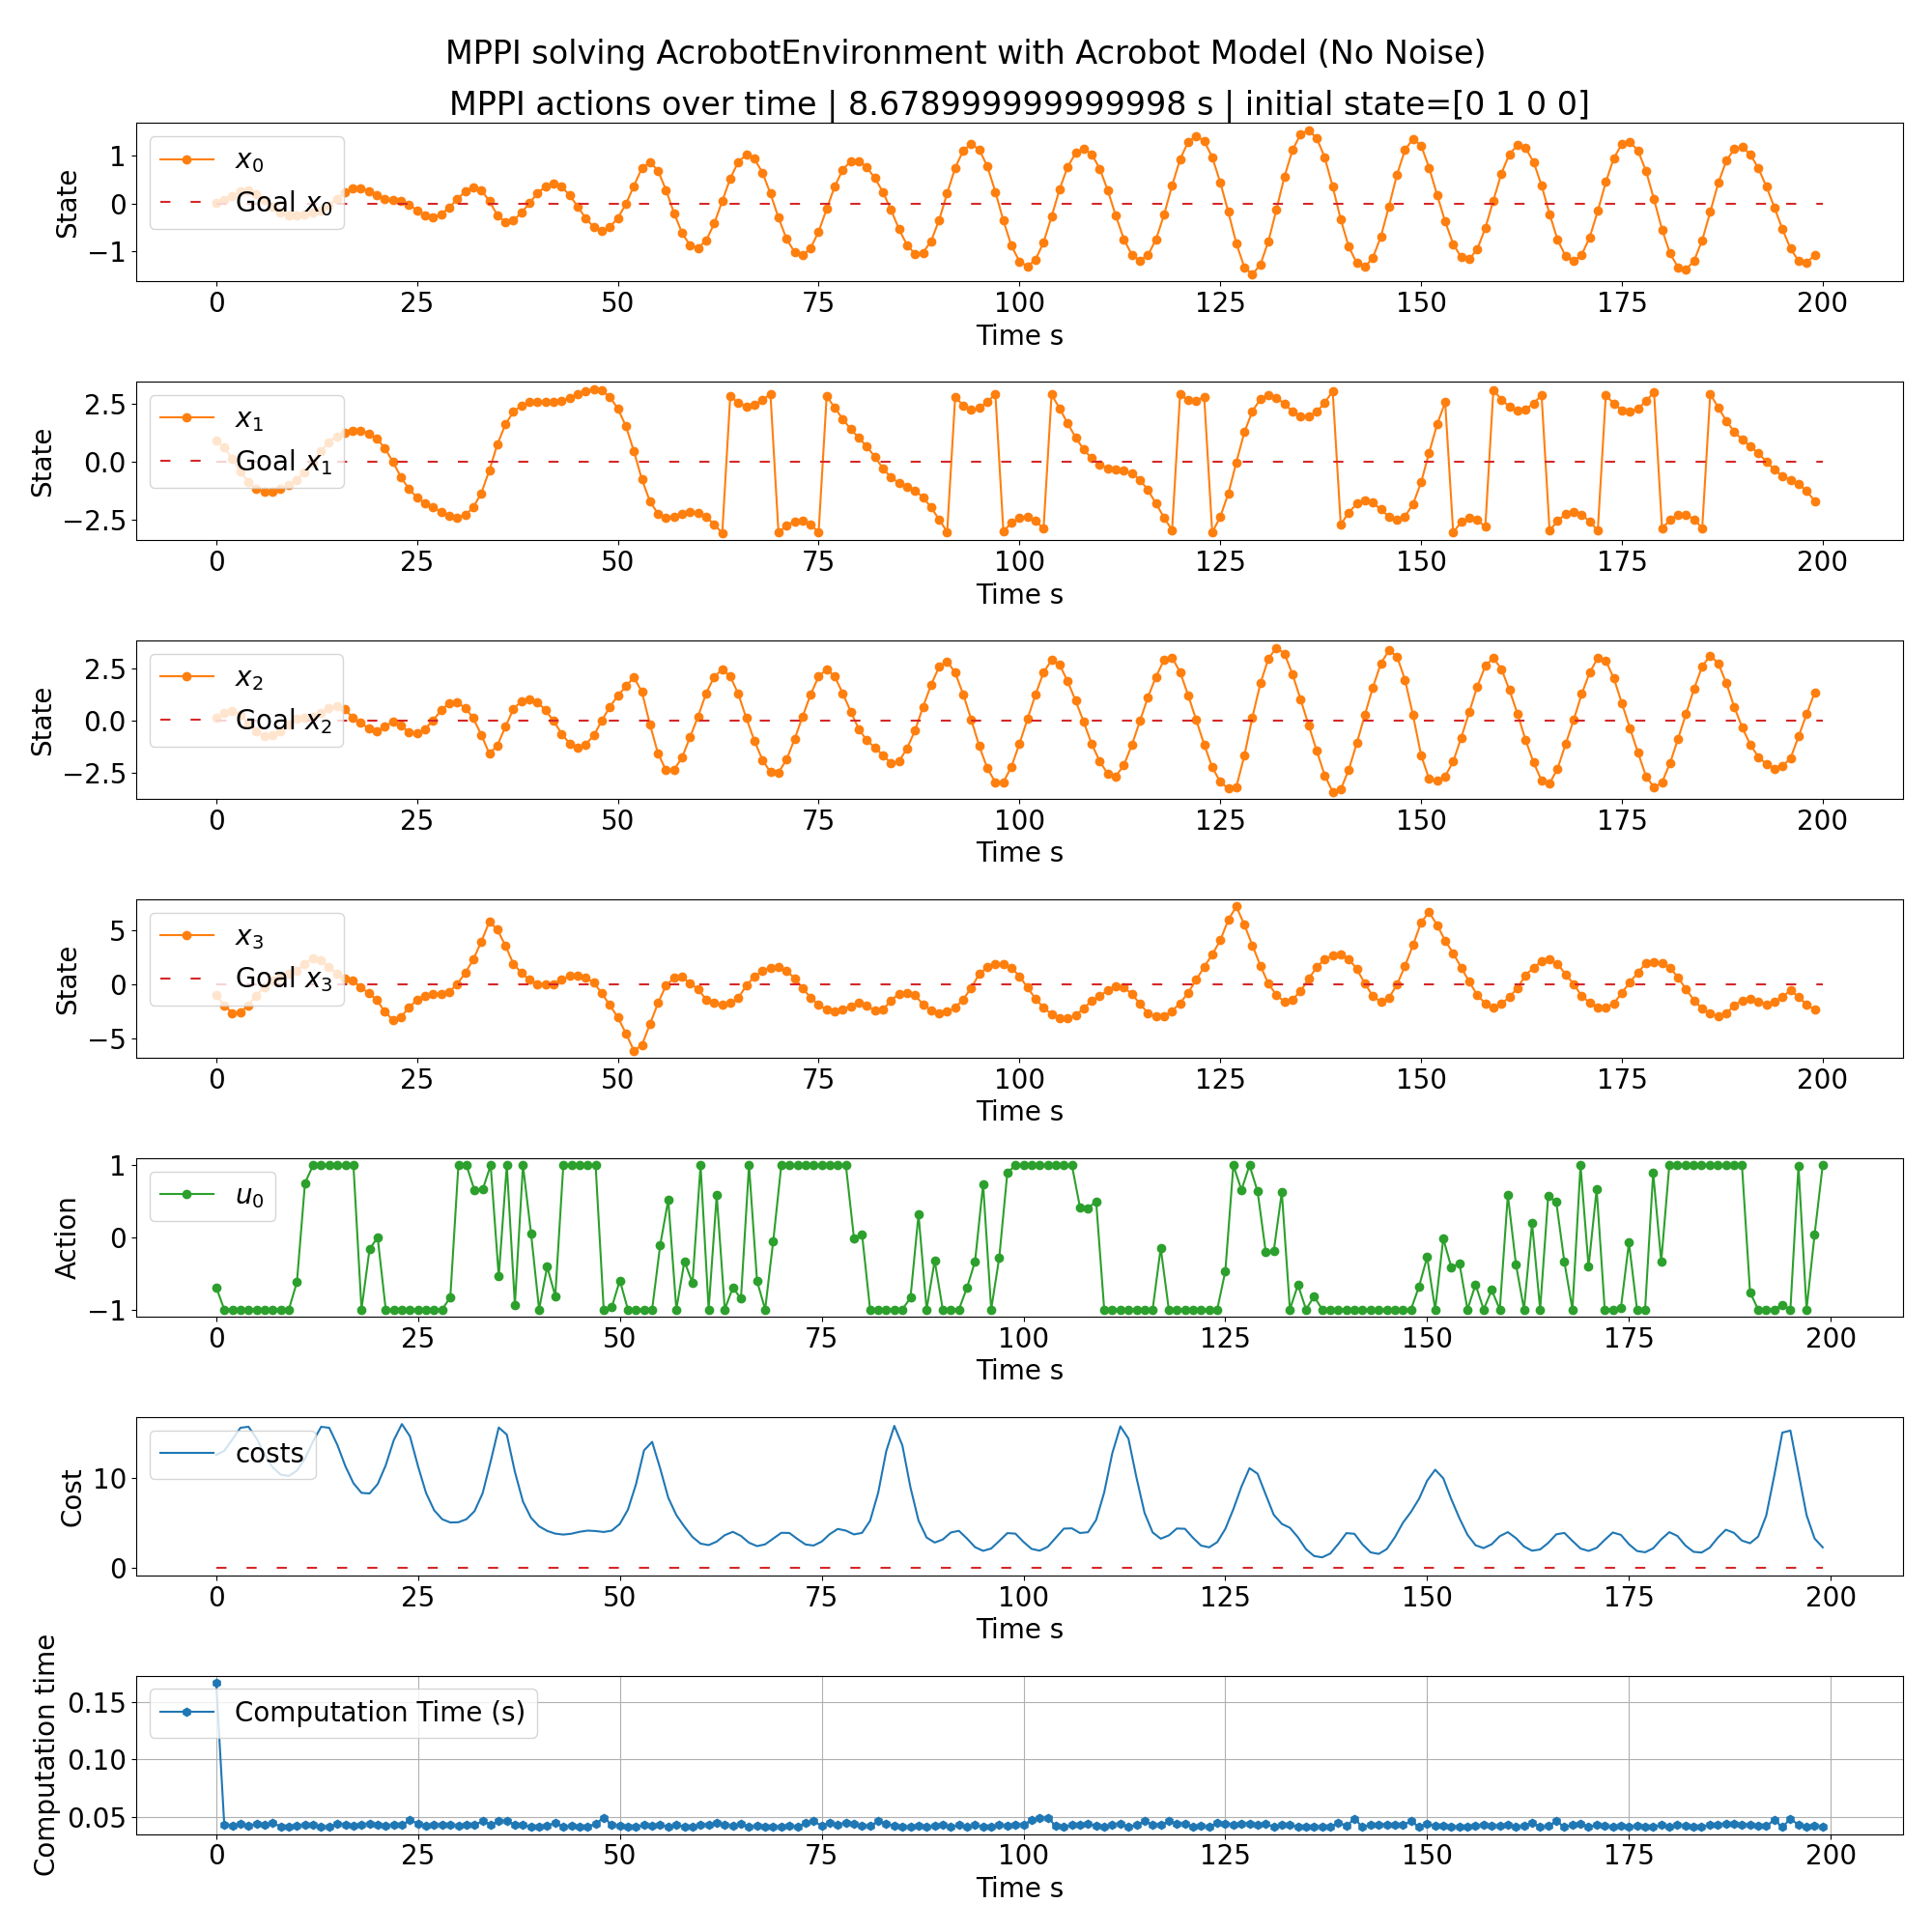 MPPI solving AcrobotEnvironment with Acrobot Model (No Noise)
MPPI actions over time | 8.678999999999998 s | initial state=[0 1 0 0]
State
1
0
−1
x0
Goal x0
0 25 50 75 100 125 150 175 200
Time s
State
2.5
0.0
−2.5
x1
Goal x1
0 25 50 75 100 125 150 175 200
Time s
State
2.5
0.0
−2.5
x2
Goal x2
0 25 50 75 100 125 150 175 200
Time s
State
5
0
−5
x3
Goal x3
0 25 50 75 100 125 150 175 200
Time s
Action
1
0
−1
u0
0 25 50 75 100 125 150 175 200
Time s
Cost
10
0
costs
0 25 50 75 100 125 150 175 200
Time s
Computation time
0.15
0.10
0.05
Computation Time (s)
0 25 50 75 100 125 150 175 200
Time s